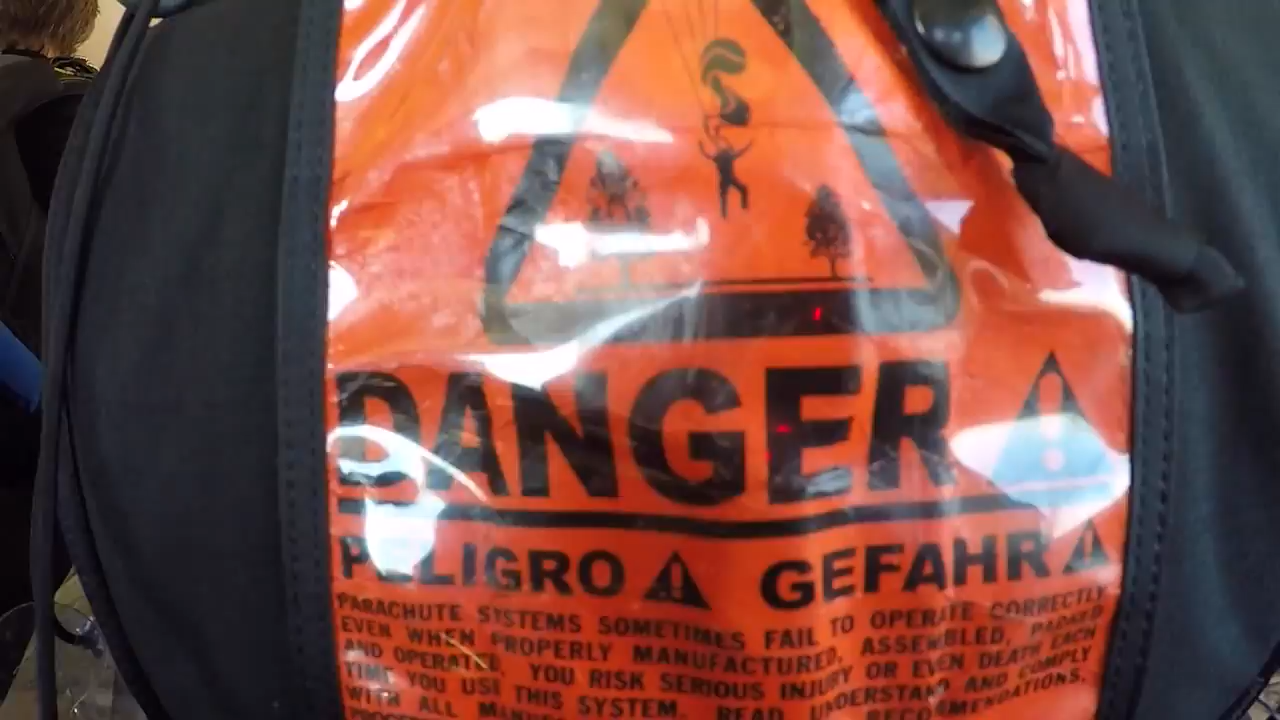 DANGER
PELIGRO GEFAHR
PARACHUTE SYSTEMS SOMETIMES FAIL TO OPERATE CORRECTLY
EVEN WHEN PROPERLY MANUFACTURED, ASSEMBLED, PACKED
AND OPERATED. YOU RISK SERIOUS INJURY OR EVEN DEATH EACH
TIME YOU USE THIS SYSTEM. READ, UNDERSTAND AND COMPLY
WITH ALL RECOMMENDATIONS,